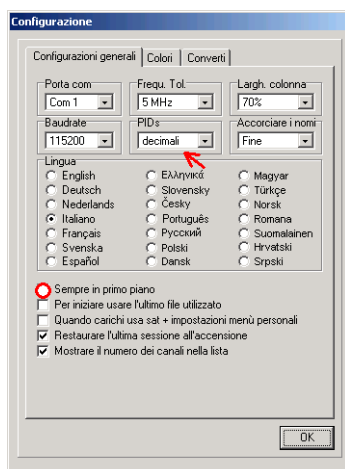 Configurazione
Configurazioni generali Colori Converti
Porta com Frequ. Tol. Largh. colonna
Com 1 5 MHz 70%
Baudrate PIDs Accorciare i nomi
115200 decimali Fine
Lingua
English Ελληνικά Magyar
Deutsch Slovensky Türkçe
Nederlands Česky Norsk
Italiano Português Romana
Français Русский Suomalainen
Svenska Polski Hrvatski
Español Dansk Srpski
Sempre in primo piano
Per iniziare usare l'ultimo file utilizzato
Quando carichi usa sat + impostazioni menù personali
Restaurare l'ultima sessione all'accensione
Mostrare il numero dei canali nella lista
OK